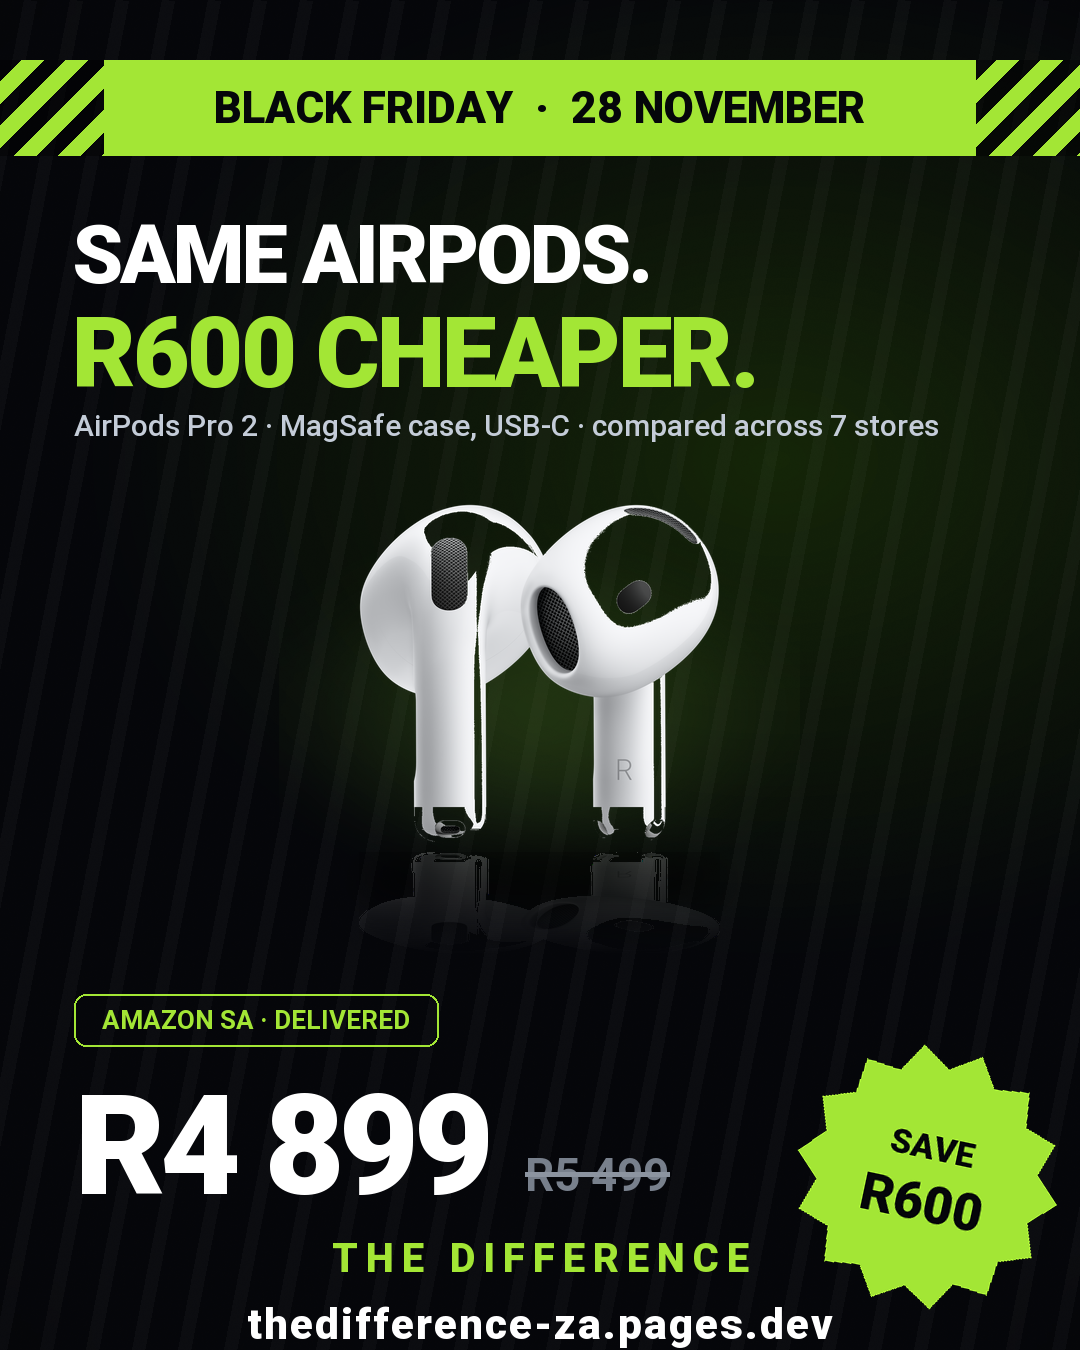 BLACK FRIDAY · 28 NOVEMBER
SAME AIRPODS.
R600 CHEAPER.
AirPods Pro 2 · MagSafe case, USB-C · compared across 7 stores
R
AMAZON SA · DELIVERED
R4 899 R5 499
SAVE
R600
THE DIFFERENCE
thedifference-za.pages.dev